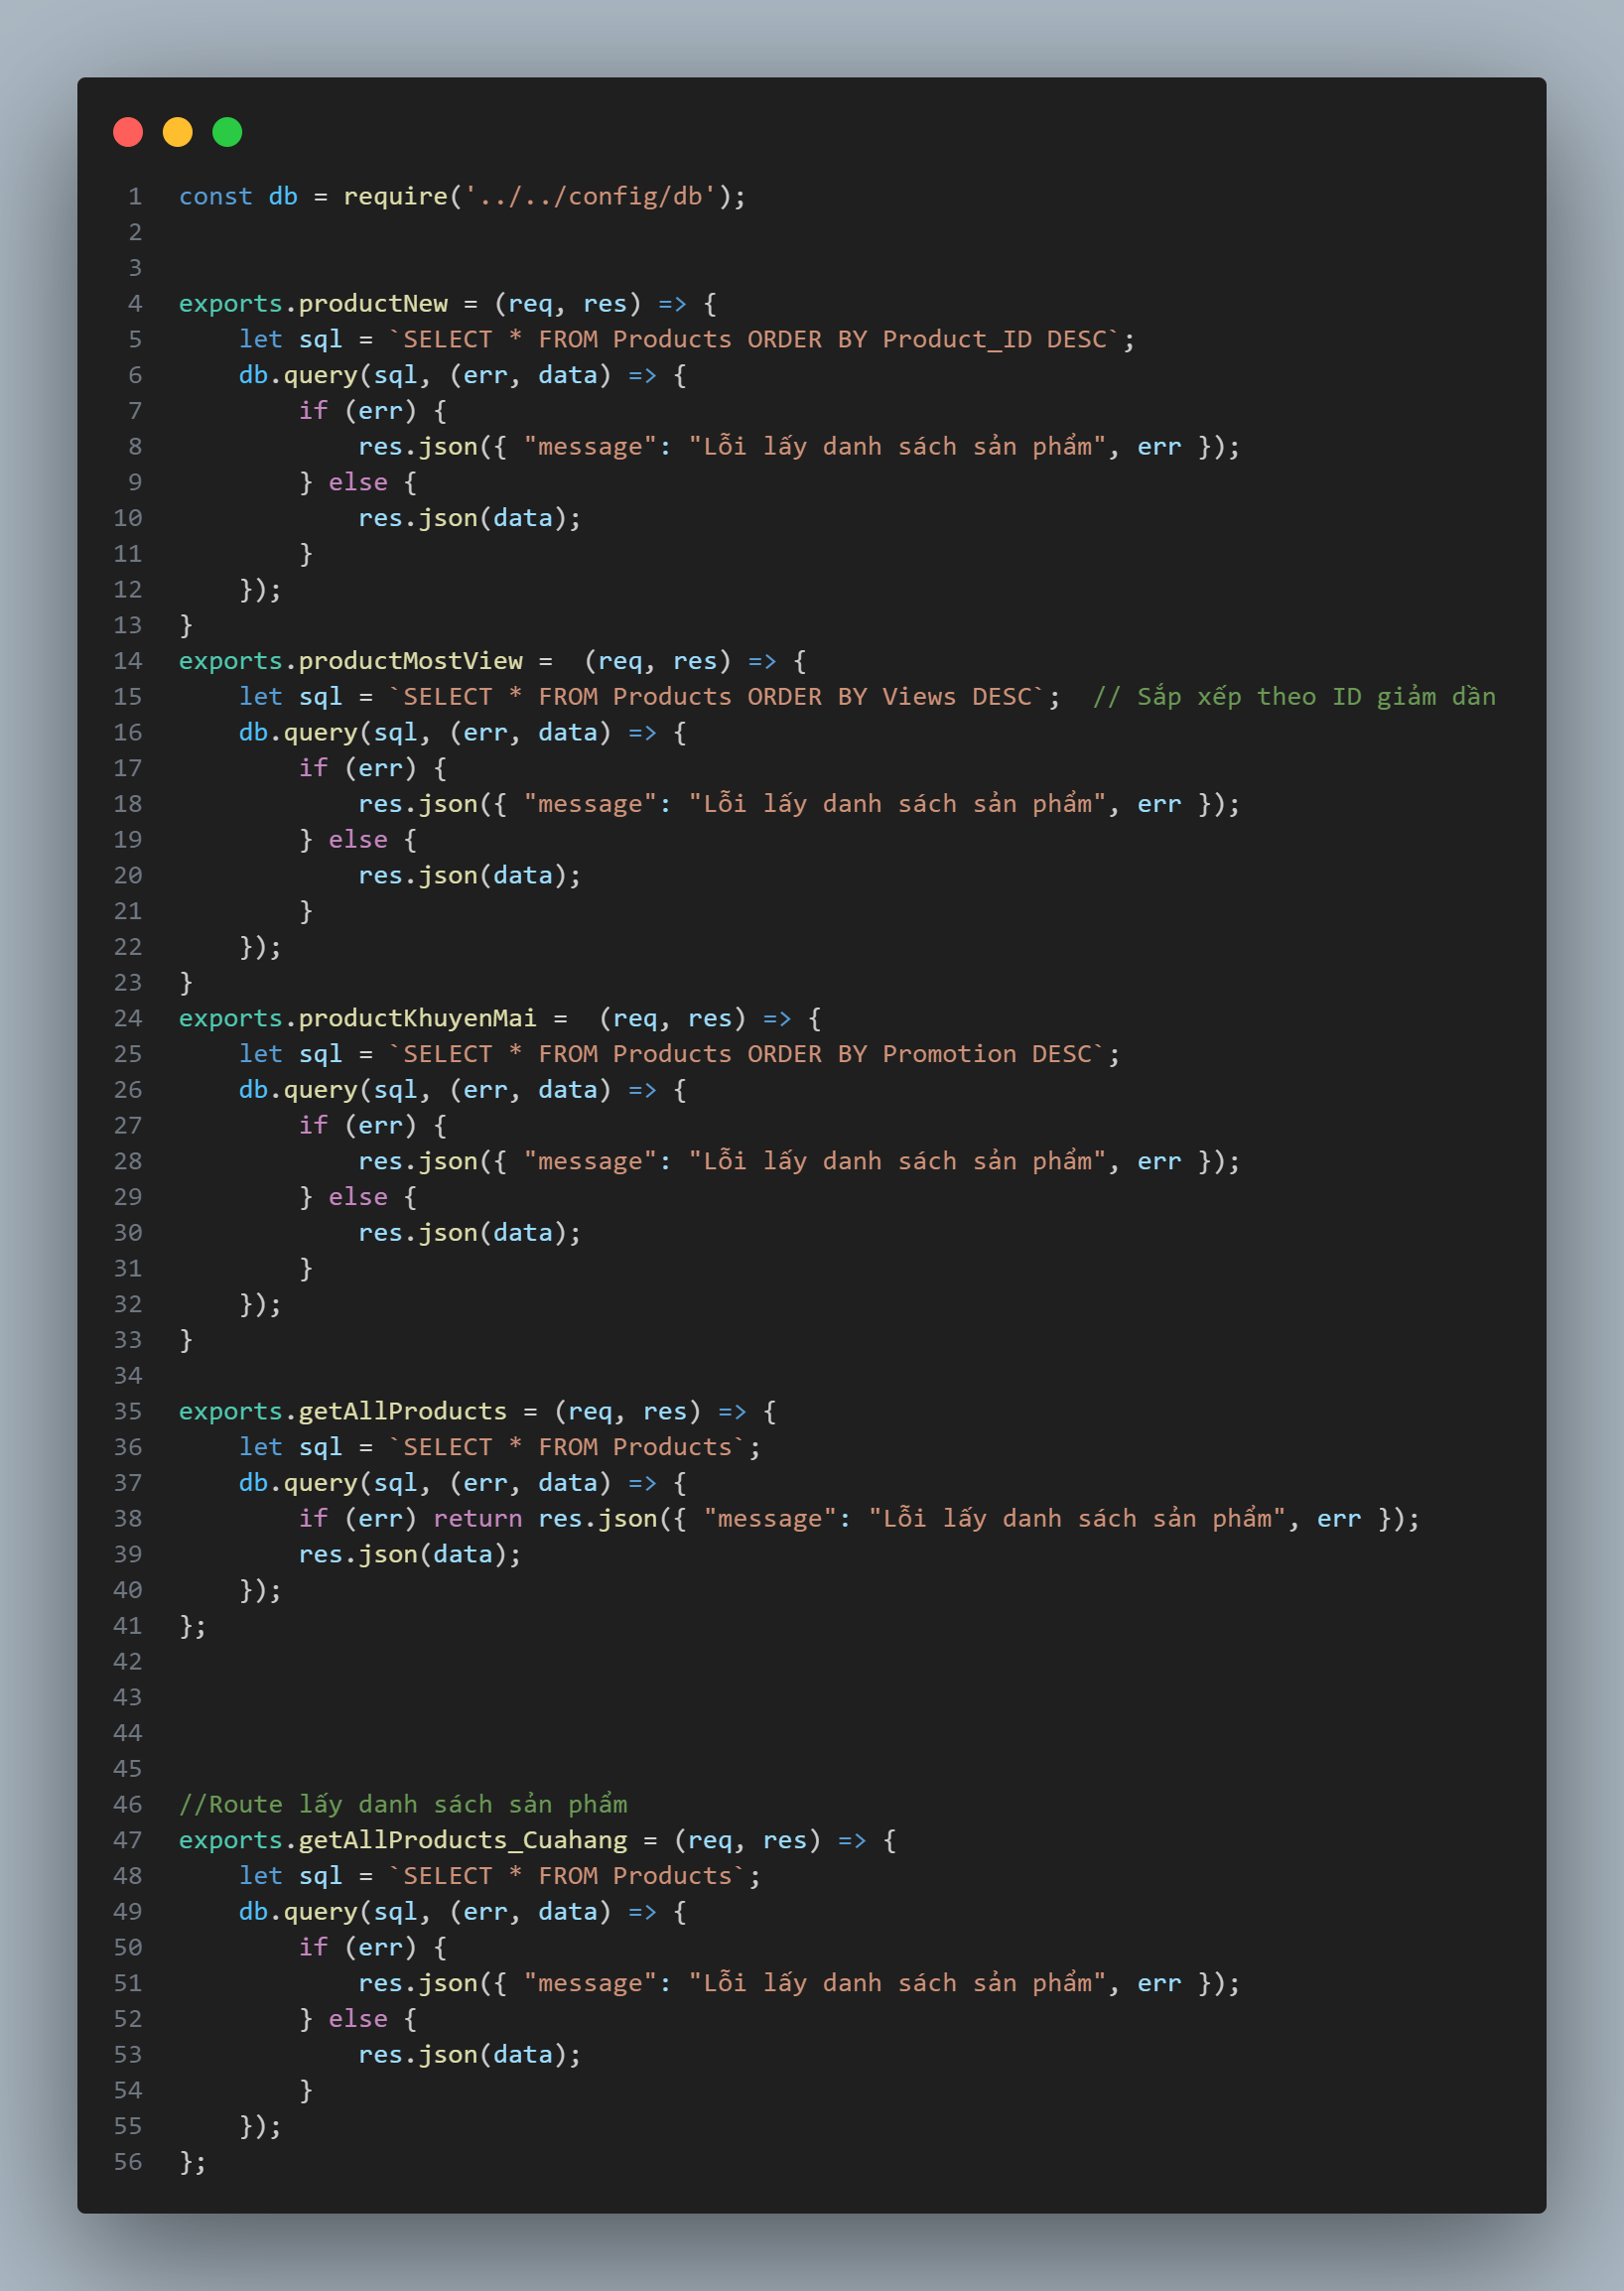 1 const db = require('../../config/db');
2
3
4 exports.productNew = (req, res) => {
5     let sql = `SELECT * FROM Products ORDER BY Product_ID DESC`;
6     db.query(sql, (err, data) => {
7         if (err) {
8             res.json({ "message": "Lỗi lấy danh sách sản phẩm", err });
9         } else {
10             res.json(data);
11         }
12     });
13 }
14 exports.productMostView =  (req, res) => {
15     let sql = `SELECT * FROM Products ORDER BY Views DESC`;  // Sắp xếp theo ID giảm dần
16     db.query(sql, (err, data) => {
17         if (err) {
18             res.json({ "message": "Lỗi lấy danh sách sản phẩm", err });
19         } else {
20             res.json(data);
21         }
22     });
23 }
24 exports.productKhuyenMai =  (req, res) => {
25     let sql = `SELECT * FROM Products ORDER BY Promotion DESC`;
26     db.query(sql, (err, data) => {
27         if (err) {
28             res.json({ "message": "Lỗi lấy danh sách sản phẩm", err });
29         } else {
30             res.json(data);
31         }
32     });
33 }
34
35 exports.getAllProducts = (req, res) => {
36     let sql = `SELECT * FROM Products`;
37     db.query(sql, (err, data) => {
38         if (err) return res.json({ "message": "Lỗi lấy danh sách sản phẩm", err });
39         res.json(data);
40     });
41 };
42
43
44
45
46 //Route lấy danh sách sản phẩm
47 exports.getAllProducts_Cuahang = (req, res) => {
48     let sql = `SELECT * FROM Products`;
49     db.query(sql, (err, data) => {
50         if (err) {
51             res.json({ "message": "Lỗi lấy danh sách sản phẩm", err });
52         } else {
53             res.json(data);
54         }
55     });
56 };